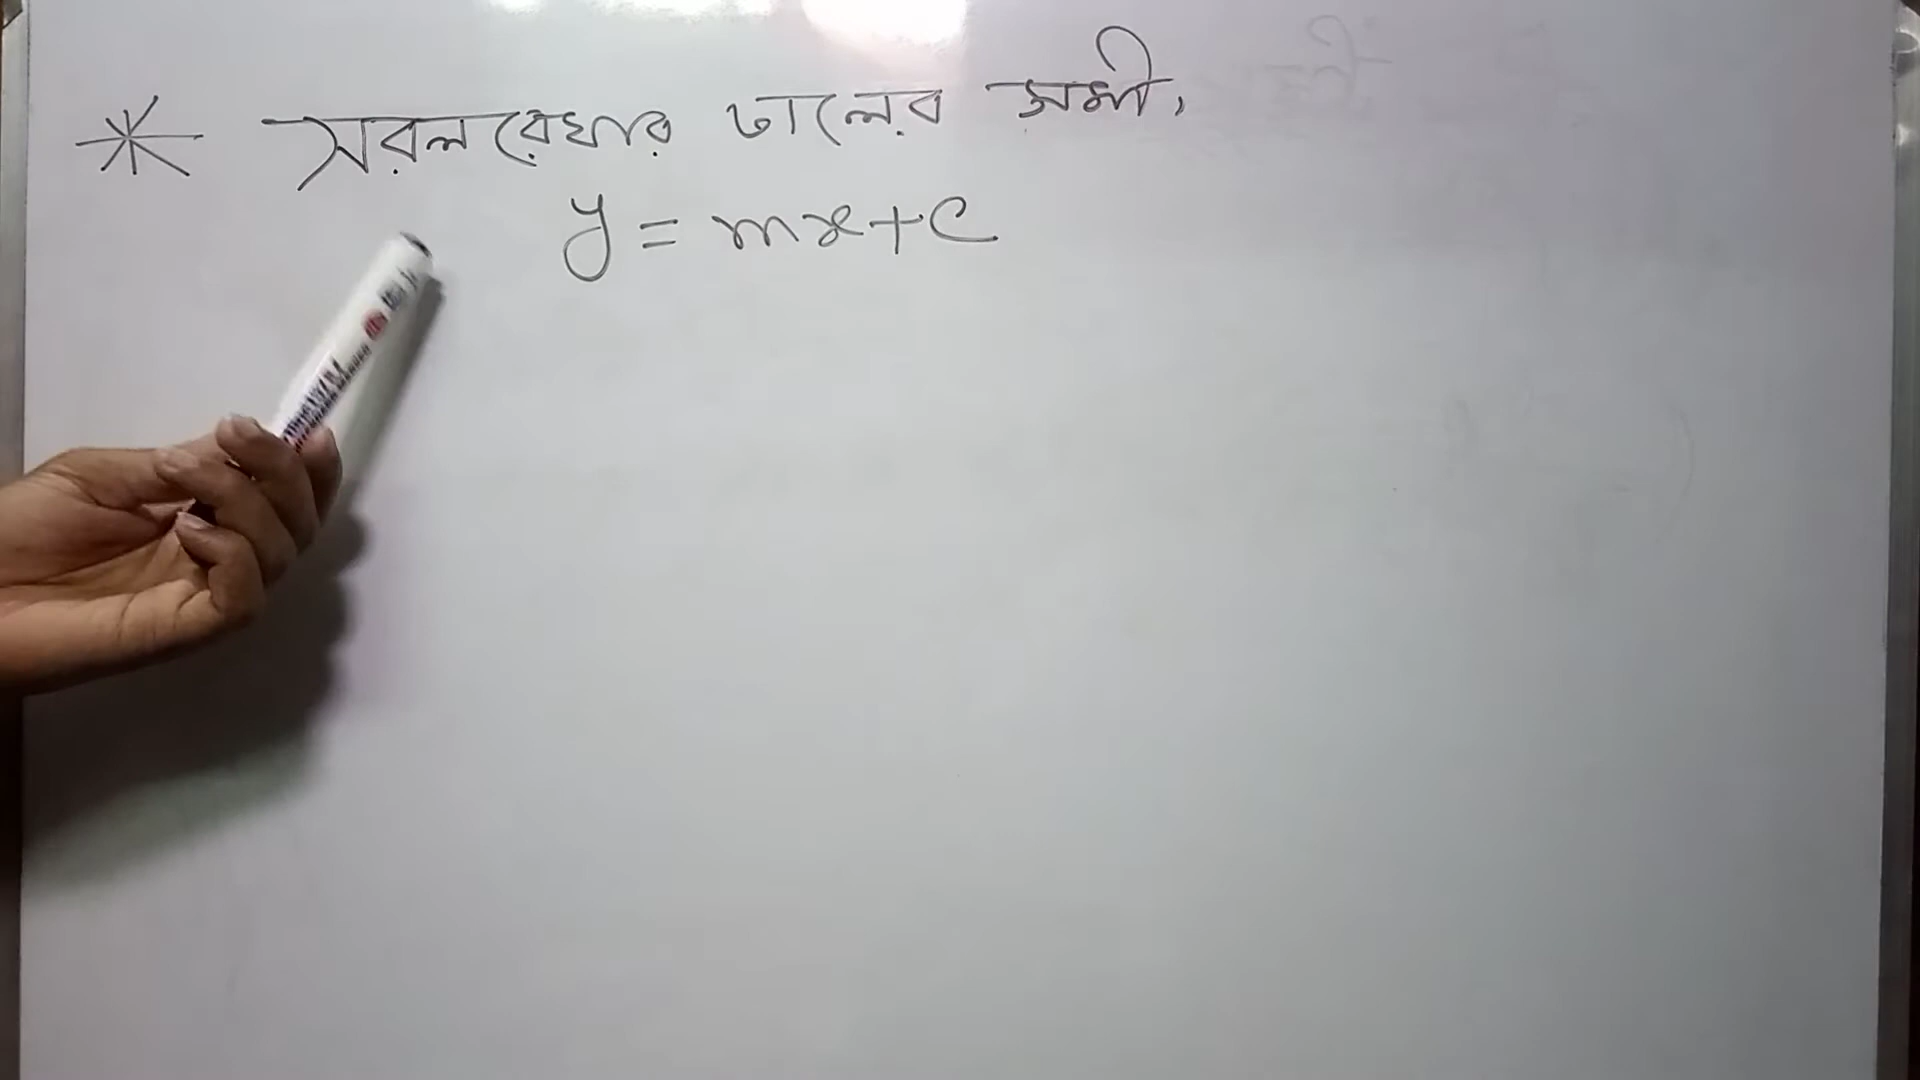 * সরলরেখার ঢালের সমী,
y = mx+c